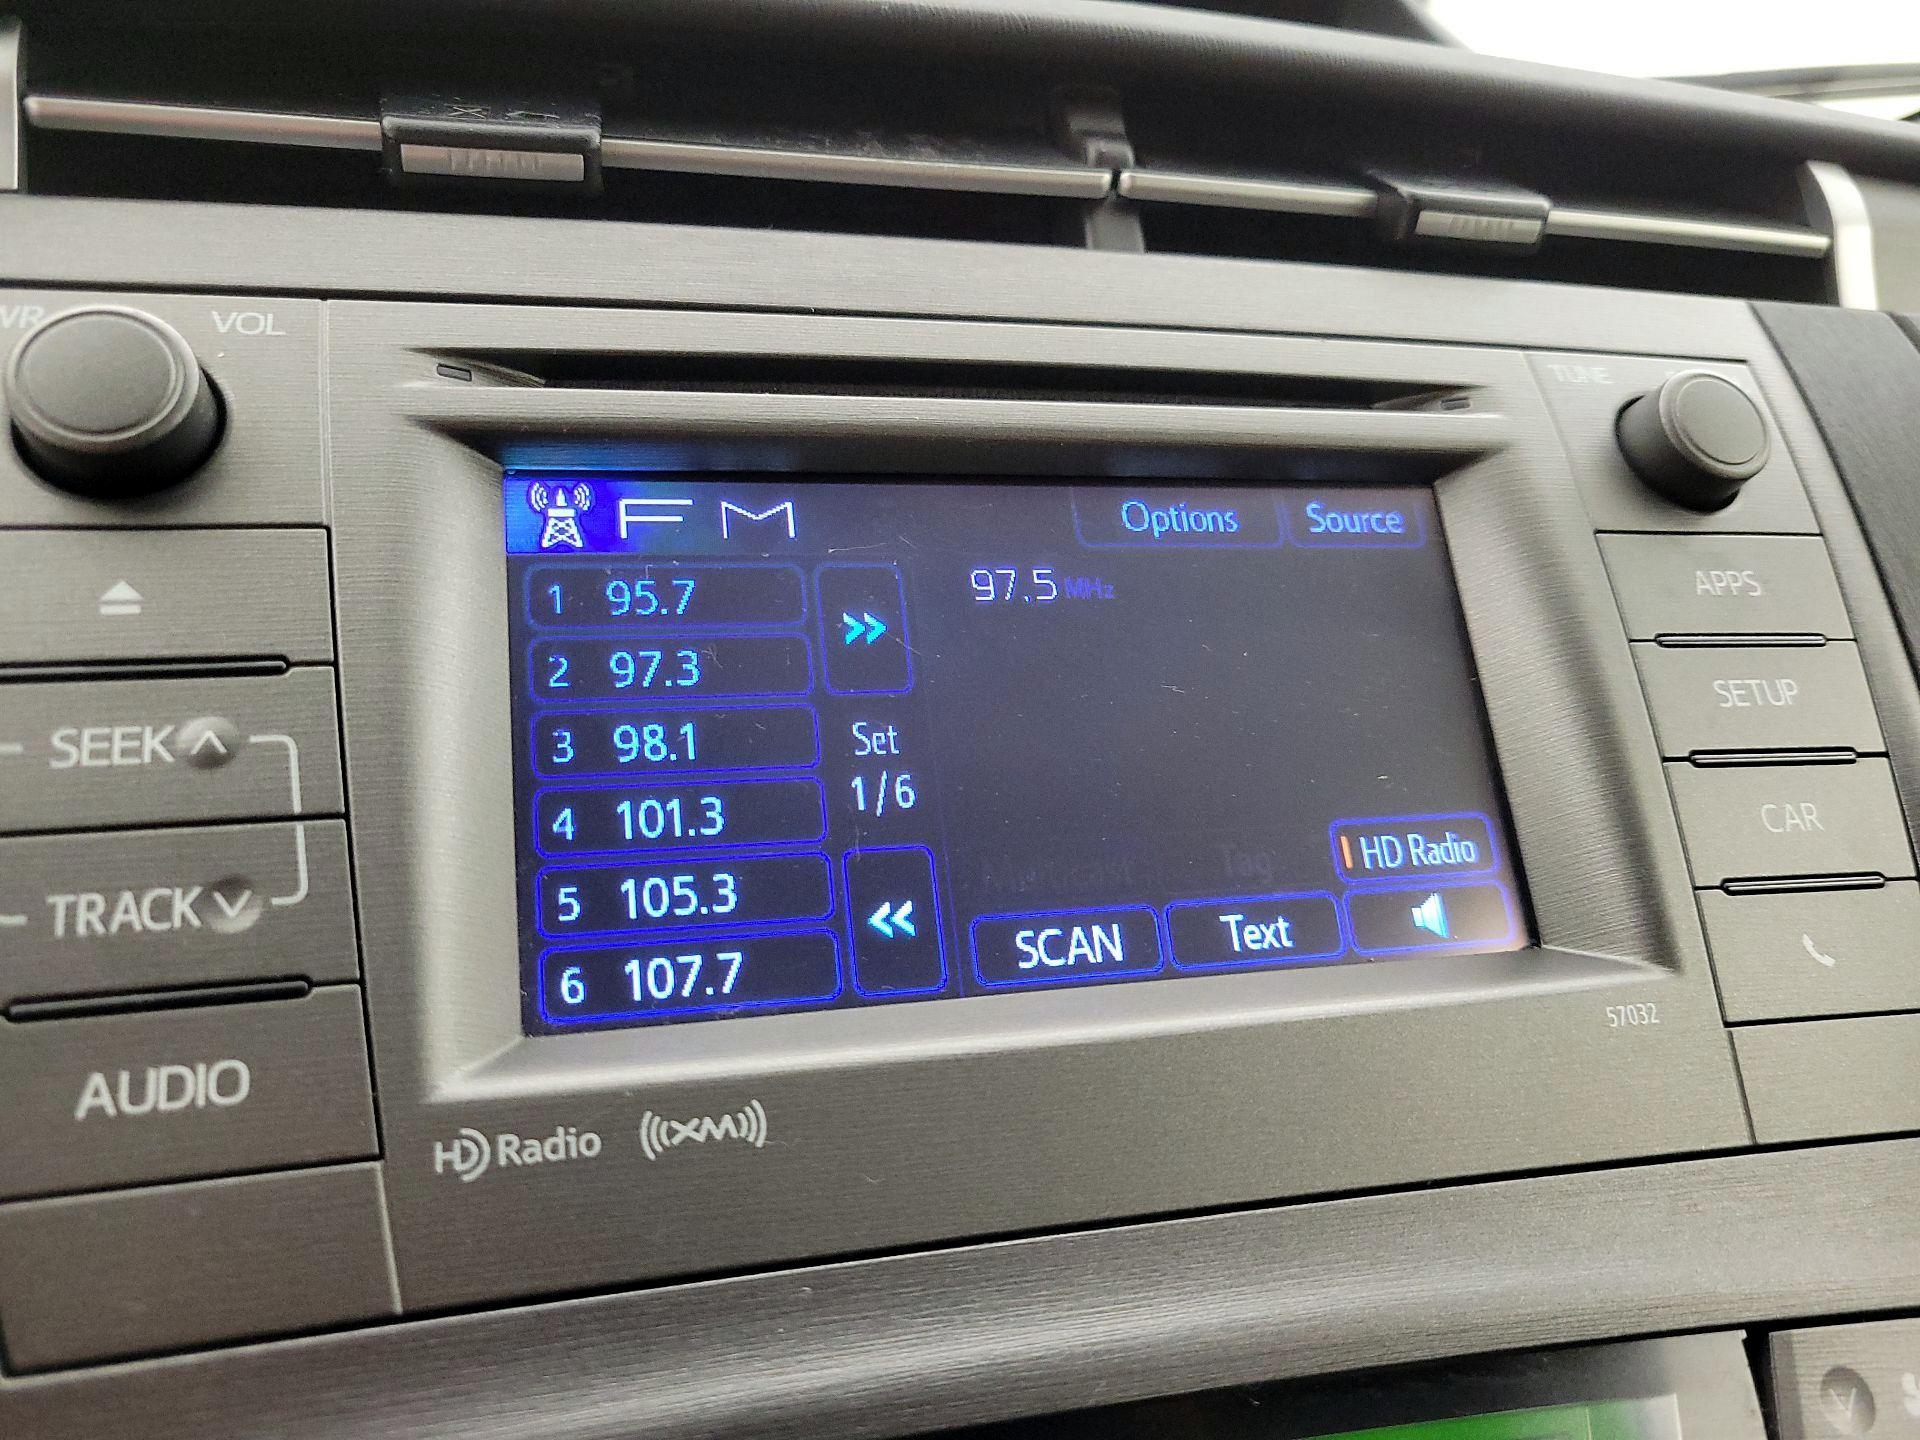 VOL
TUNE
FM
Options
Source
1 95.7
2 97.3
3 98.1
4 101.3
5 105.3
6 107.7
Set
1/6
97.5 MHz
HD Radio
SCAN
Text
Tag
SEEK
TRACK
AUDIO
APPS
SETUP
CAR
57032
HD Radio
XM